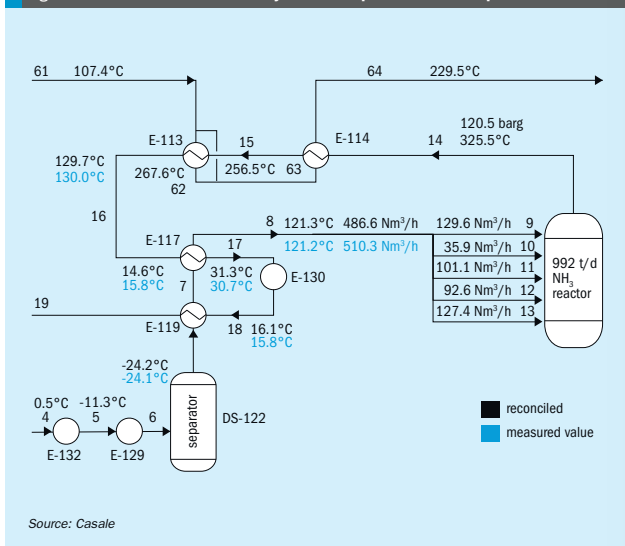 61 107.4°C
64 229.5°C
120.5 barg
14 325.5°C
E-113
15
E-114
129.7°C
130.0°C
267.6°C
62
256.5°C 63
16
8 121.3°C 486.6 Nm³/h
121.2°C 510.3 Nm³/h
129.6 Nm³/h 9
35.9 Nm³/h 10
101.1 Nm³/h 11
92.6 Nm³/h 12
127.4 Nm³/h 13
992 t/d
NH₃
reactor
E-117
17
14.6°C
15.8°C
7
31.3°C
30.7°C
E-130
19
E-119
18 16.1°C
15.8°C
-24.2°C
-24.1°C
separator
DS-122
0.5°C -11.3°C
4 5 6
E-132 E-129
reconciled
measured value
Source: Casale